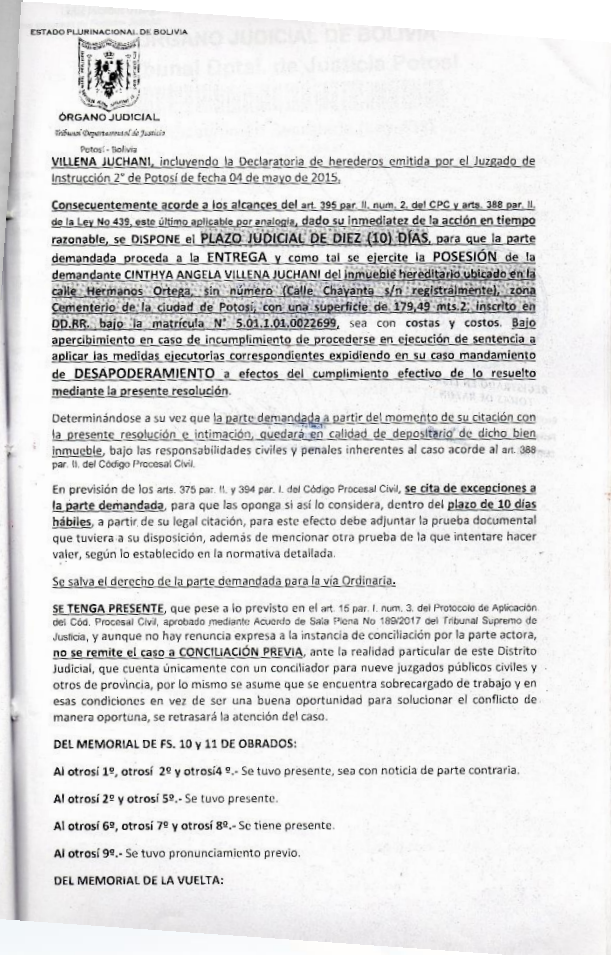 ESTADO PLURINACIONAL DE BOLIVIA
ÓRGANO JUDICIAL
Tribunal Departamental de Justicia
Potosí - Bolivia
VILLENA JUCHANI, incluyendo la Declaratoria de herederos emitida por el Juzgado de
Instrucción 2° de Potosí de fecha 04 de mayo de 2015.
Consecuentemente acorde a los alcances del art. 395 par. II. num. 2. del CPC y arts. 388 par. II.
de la Ley No 439, este último aplicable por analogía, dado su inmediatez de la acción en tiempo
razonable, se DISPONE el PLAZO JUDICIAL DE DIEZ (10) DÍAS, para que la parte
demandada proceda a la ENTREGA y como tal se ejercite la POSESIÓN de la
demandante CINTHYA ANGELA VILLENA JUCHANI del inmueble hereditario ubicado en la
calle Hermanos Ortega, sin número (Calle Chayanta s/n registralmente), zona
Cementerio de la ciudad de Potosí, con una superficie de 179,49 mts.2, inscrito en
DD.RR. bajo la matrícula N° 5.01.1.01.0022699, sea con costas y costos. Bajo
apercibimiento en caso de incumplimiento de procederse en ejecución de sentencia a
aplicar las medidas ejecutorias correspondientes expidiendo en su caso mandamiento
de DESAPODERAMIENTO a efectos del cumplimiento efectivo de lo resuelto
mediante la presente resolución.
Determinándose a su vez que la parte demandada a partir del momento de su citación con
la presente resolución e intimación, quedará en calidad de depositario de dicho bien
inmueble, bajo las responsabilidades civiles y penales inherentes al caso acorde al art. 388
par. II. del Código Procesal Civil.
En previsión de los arts. 375 par. II. y 394 par. I. del Código Procesal Civil, se cita de excepciones a
la parte demandada, para que las oponga si así lo considera, dentro del plazo de 10 días
hábiles, a partir de su legal citación, para este efecto debe adjuntar la prueba documental
que tuviera a su disposición, además de mencionar otra prueba de la que intentare hacer
valer, según lo establecido en la normativa detallada.
Se salva el derecho de la parte demandada para la vía Ordinaria.
SE TENGA PRESENTE, que pese a lo previsto en el art. 15 par. I. num. 3. del Protocolo de Aplicación
del Cód. Procesal Civil, aprobado mediante Acuerdo de Sala Plena No 189/2017 del Tribunal Supremo de
Justicia, y aunque no hay renuncia expresa a la instancia de conciliación por la parte actora,
no se remite el caso a CONCILIACIÓN PREVIA, ante la realidad particular de este Distrito
Judicial, que cuenta únicamente con un conciliador para nueve juzgados públicos civiles y
otros de provincia, por lo mismo se asume que se encuentra sobrecargado de trabajo y en
esas condiciones en vez de ser una buena oportunidad para solucionar el conflicto de
manera oportuna, se retrasará la atención del caso.
DEL MEMORIAL DE FS. 10 y 11 DE OBRADOS:
Al otrosí 1º, otrosí 2º y otrosí4 º.- Se tuvo presente, sea con noticia de parte contraria.
Al otrosí 2º y otrosí 5º.- Se tuvo presente.
Al otrosí 6º, otrosí 7º y otrosí 8º.- Se tiene presente.
Al otrosí 9º.- Se tuvo pronunciamiento previo.
DEL MEMORIAL DE LA VUELTA: